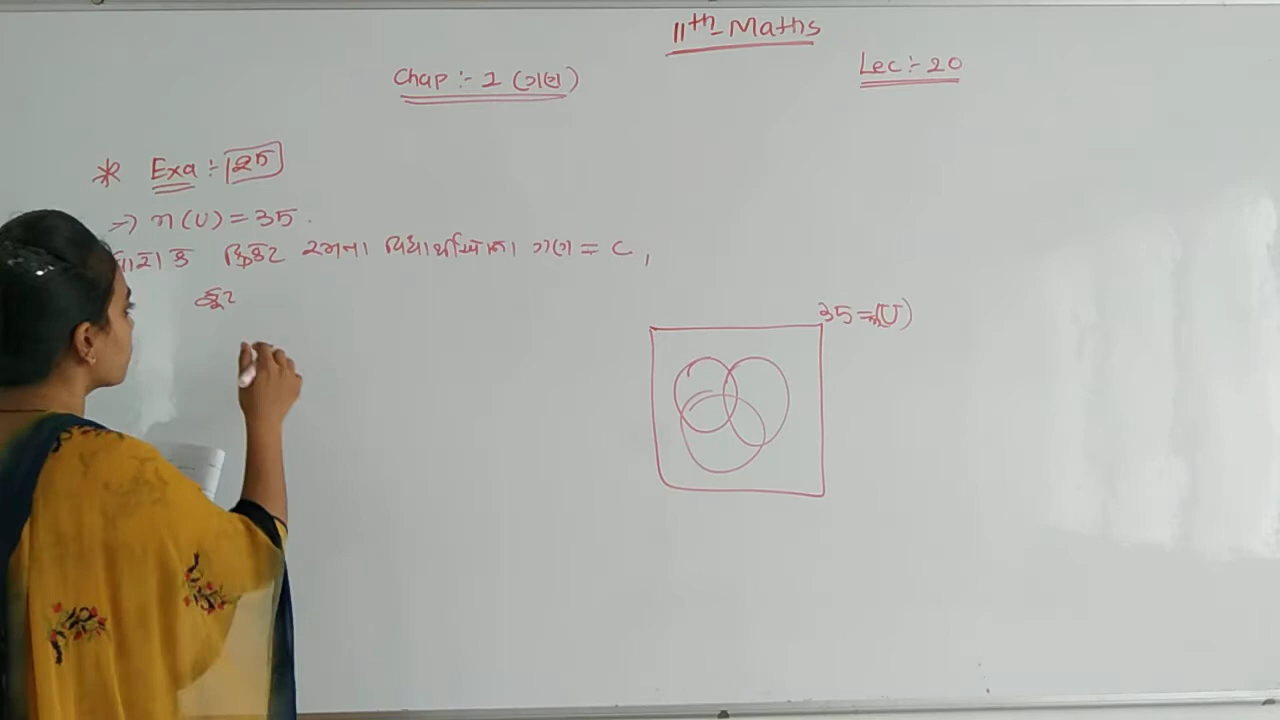 11th Maths
Chap :- 1 (ગણ)
Lec :- 20
* Exa :- 25
→ n(U) = 35.
ધારો કે ક્રિકેટ રમતા વિદ્યાર્થીઓનો ગણ = C,
35 = n(U)